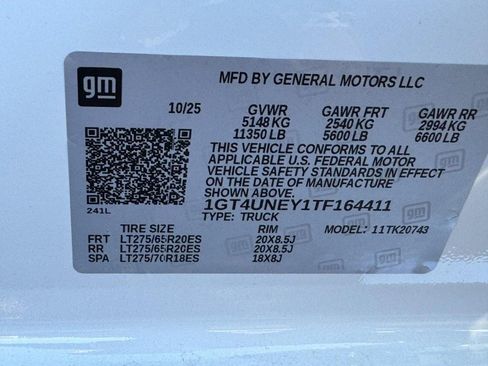 gm
MFD BY GENERAL MOTORS LLC
10/25 GVWR GAWR FRT GAWR RR
5148 KG 2540 KG 2994 KG
11350 LB 5600 LB 6600 LB
THIS VEHICLE CONFORMS TO ALL
APPLICABLE U.S. FEDERAL MOTOR
VEHICLE SAFETY STANDARDS IN EFFECT
ON THE DATE OF MANUFACTURE
SHOWN ABOVE.
1GT4UNEY1TF164411
241L TYPE: TRUCK
TIRE SIZE RIM MODEL: 11TK20743
FRT LT275/65R20ES 20X8.5J
RR LT275/65R20ES 20X8.5J
SPA LT275/70R18ES 18X8J